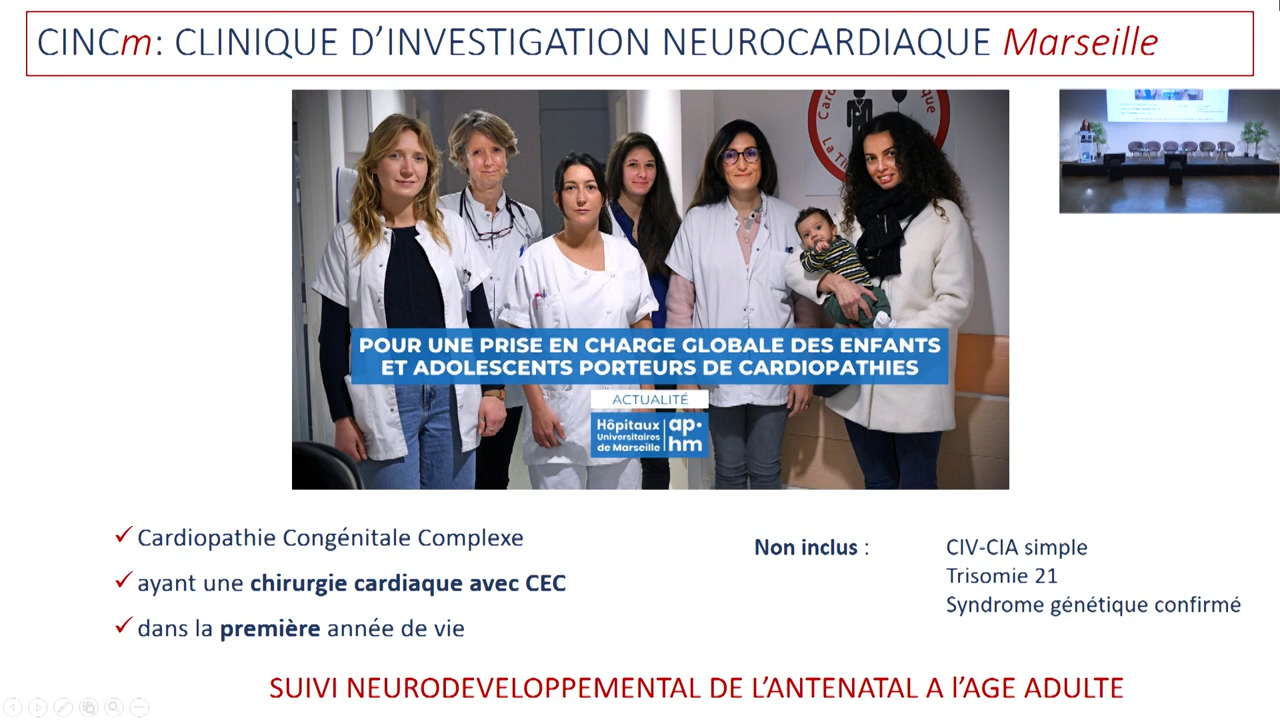 CINCm: CLINIQUE D’INVESTIGATION NEUROCARDIAQUE Marseille
POUR UNE PRISE EN CHARGE GLOBALE DES ENFANTS
ET ADOLESCENTS PORTEURS DE CARDIOPATHIES
ACTUALITÉ
Hôpitaux
Universitaires
de Marseille
ap.
hm
✓ Cardiopathie Congénitale Complexe
✓ ayant une chirurgie cardiaque avec CEC
✓ dans la première année de vie
Non inclus : CIV-CIA simple
Trisomie 21
Syndrome génétique confirmé
SUIVI NEURODEVELOPPEMENTAL DE L’ANTENATAL A l’AGE ADULTE